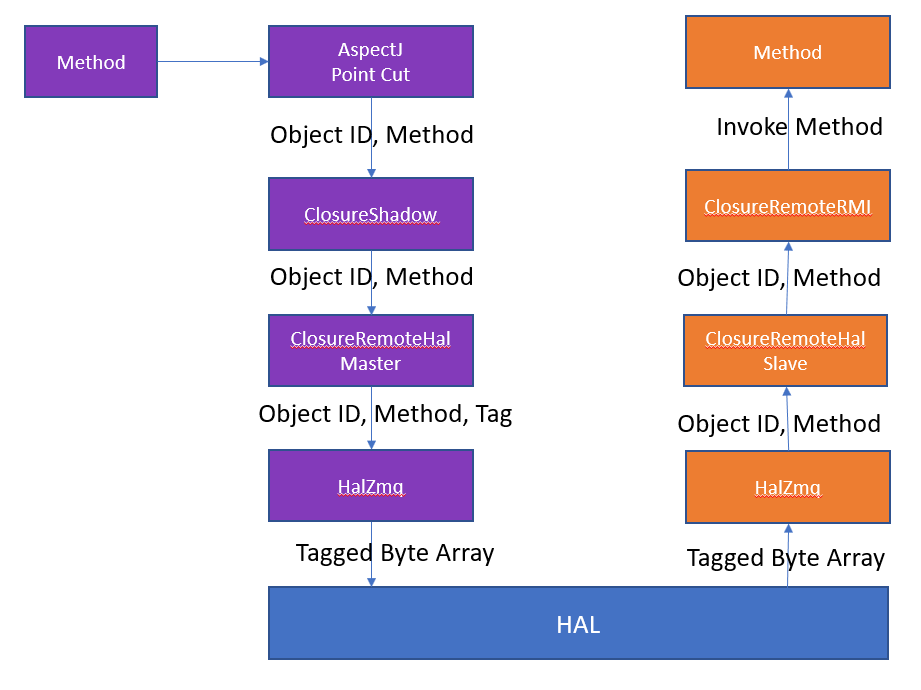 Method
AspectJ
Point Cut
Object ID, Method
ClosureShadow
Object ID, Method
ClosureRemoteHal
Master
Object ID, Method, Tag
HalZmq
Tagged Byte Array
HAL
Tagged Byte Array
HalZmq
Object ID, Method
ClosureRemoteHal
Slave
Object ID, Method
ClosureRemoteRMI
Invoke Method
Method